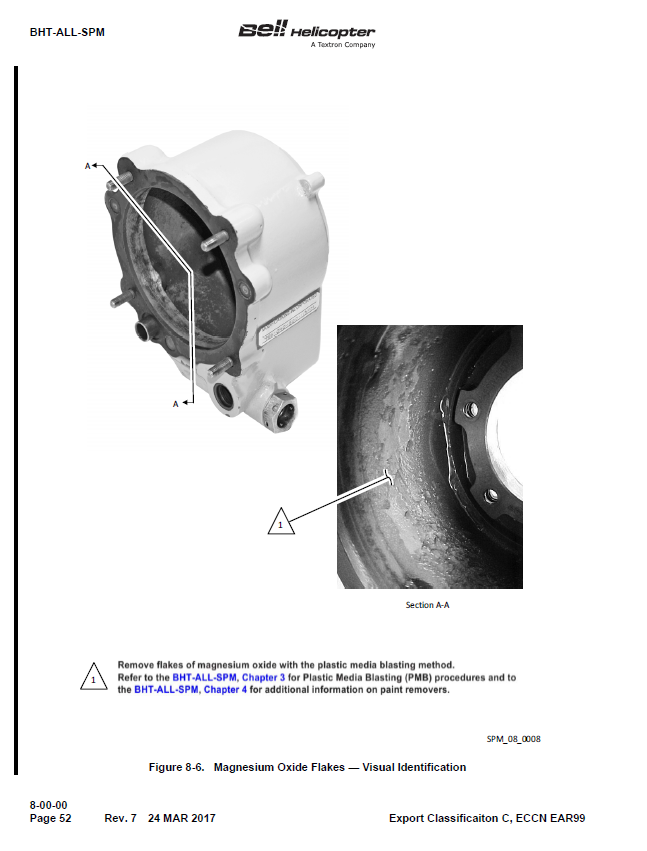 BHT-ALL-SPM
Bell Helicopter
A Textron Company
A
A
1
Section A-A
1
Remove flakes of magnesium oxide with the plastic media blasting method.
Refer to the BHT-ALL-SPM, Chapter 3 for Plastic Media Blasting (PMB) procedures and to
the BHT-ALL-SPM, Chapter 4 for additional information on paint removers.
SPM_08_0008
Figure 8-6. Magnesium Oxide Flakes — Visual Identification
8-00-00
Page 52 Rev. 7 24 MAR 2017 Export Classificaiton C, ECCN EAR99